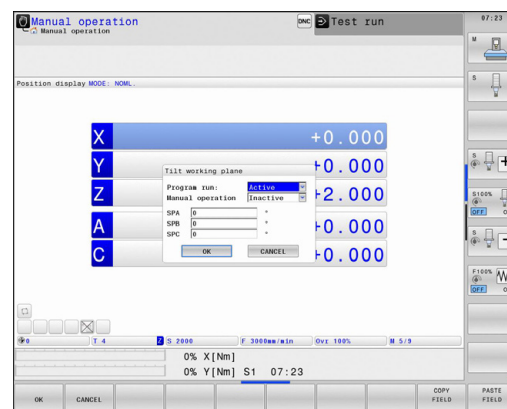 Manual operation
Manual operation
DNC
Test run
07:23
M
Position display MODE: NOML.
S
X +0.000
Y +0.000
Z +2.000
A +0.000
C +0.000
Tilt working plane
Program run: Active
Manual operation Inactive
SPA 0 °
SPB 0 °
SPC 0 °
OK CANCEL
S
+
S100%
OFF
S
-
F100%
OFF
0 T 4 Z S 2000 F 3000mm/min Ovr 100% M 5/9
0% X[Nm]
0% Y[Nm] S1 07:23
OK CANCEL COPY FIELD PASTE FIELD